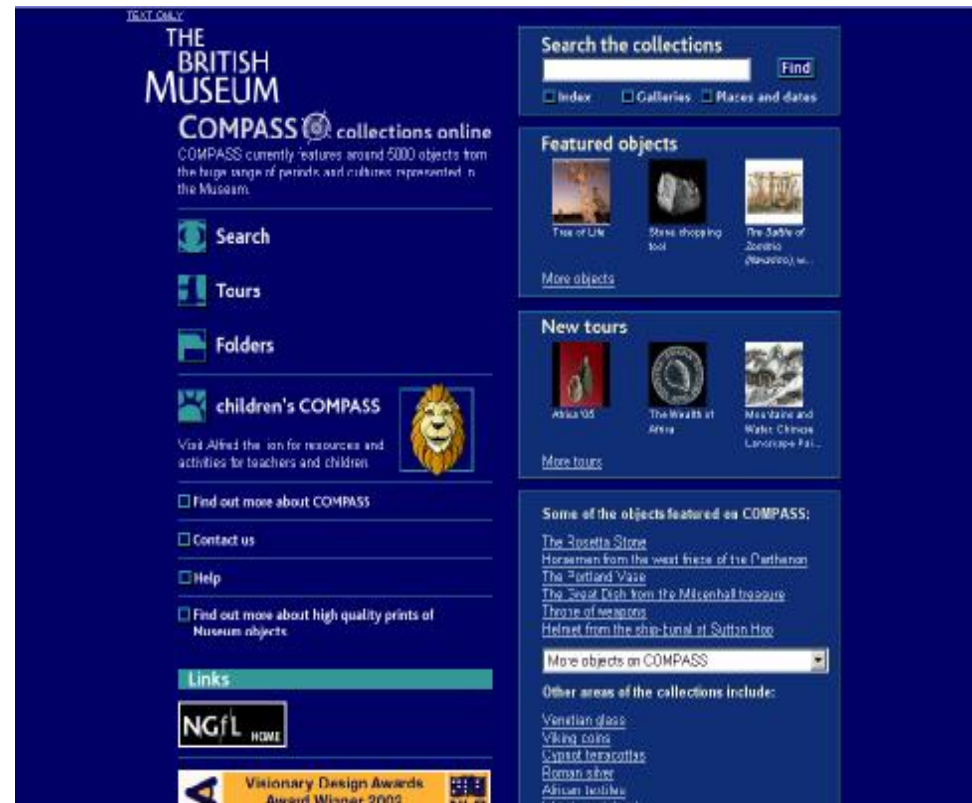 TEXT ONLY
THE
BRITISH
MUSEUM
COMPASS collections online
COMPASS currently features around 5000 objects from
the huge range of periods and cultures represented in
the Museum.
Search
Tours
Folders
children's COMPASS
Visit Alfred the lion for resources and
activities for teachers and children
Find out more about COMPASS
Contact us
Help
Find out more about high quality prints of
Museum objects
Links
NGfL HOME
Visionary Design Awards
Award Winner 2003
Search the collections
Find
Index Galleries Places and dates
Featured objects
Tree of Life
Stone chopping
tool
The Battle of
Zonchio
(Navarino), w...
More objects
New tours
Africa '05
The Wealth of
Africa
Mountains and
Water: Chinese
Landscape Pai...
More tours
Some of the objects featured on COMPASS:
The Rosetta Stone
Horsemen from the west frieze of the Parthenon
The Portland Vase
The Great Dish from the Mildenhall treasure
Throne of weapons
Helmet from the ship-burial at Sutton Hoo
More objects on COMPASS
Other areas of the collections include:
Venetian glass
Viking coins
Cypriot terracottas
Roman silver
African textiles